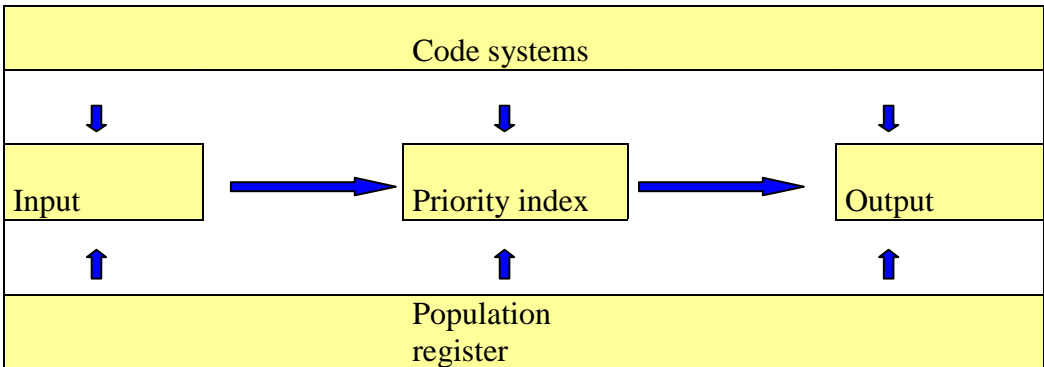 Code systems
Input
Priority index
Output
Population
register